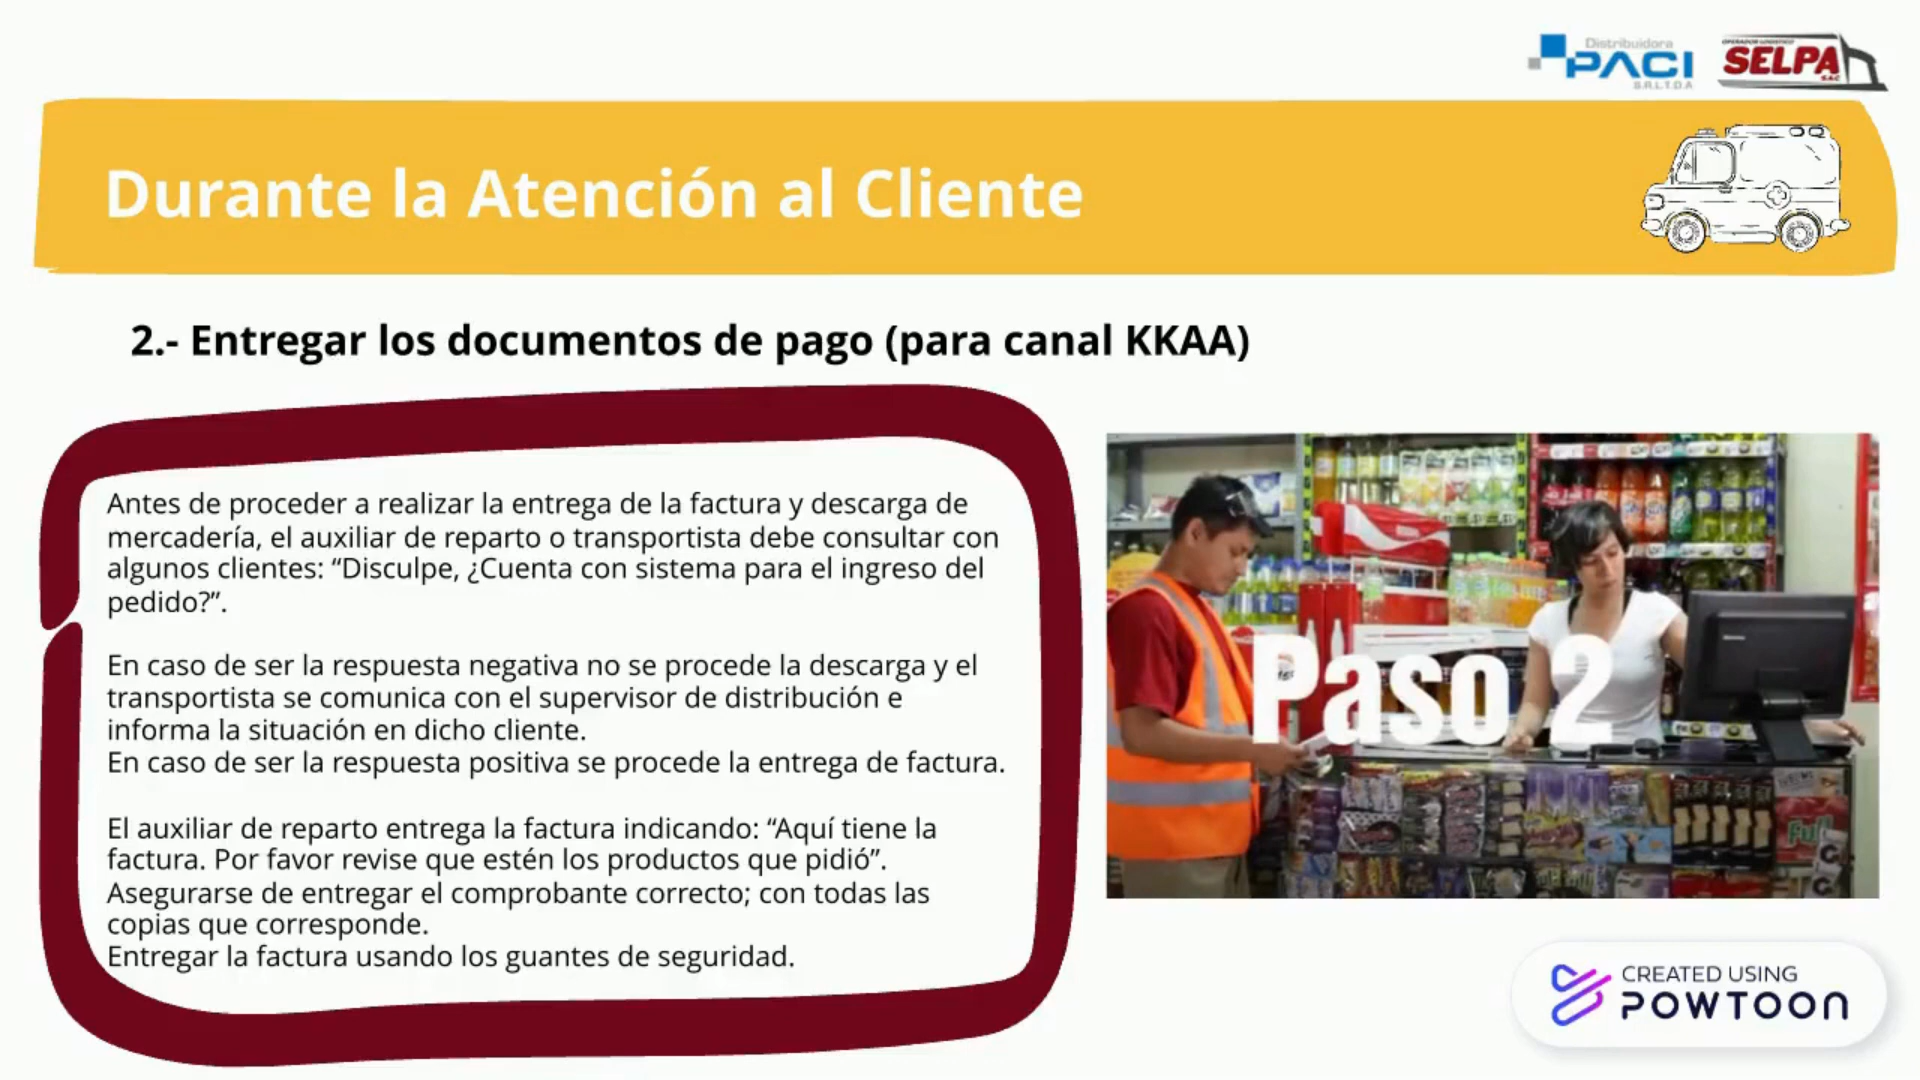 Distribuidora
PACI
S.R.L.T.D.A
OPERADOR LOGISTICO
SELPA
SAC
Durante la Atención al Cliente
2.- Entregar los documentos de pago (para canal KKAA)
Antes de proceder a realizar la entrega de la factura y descarga de
mercadería, el auxiliar de reparto o transportista debe consultar con
algunos clientes: “Disculpe, ¿Cuenta con sistema para el ingreso del
pedido?”.
En caso de ser la respuesta negativa no se procede la descarga y el
transportista se comunica con el supervisor de distribución e
informa la situación en dicho cliente.
En caso de ser la respuesta positiva se procede la entrega de factura.
El auxiliar de reparto entrega la factura indicando: “Aquí tiene la
factura. Por favor revise que estén los productos que pidió”.
Asegurarse de entregar el comprobante correcto; con todas las
copias que corresponde.
Entregar la factura usando los guantes de seguridad.
Paso 2
CREATED USING
POWTOON